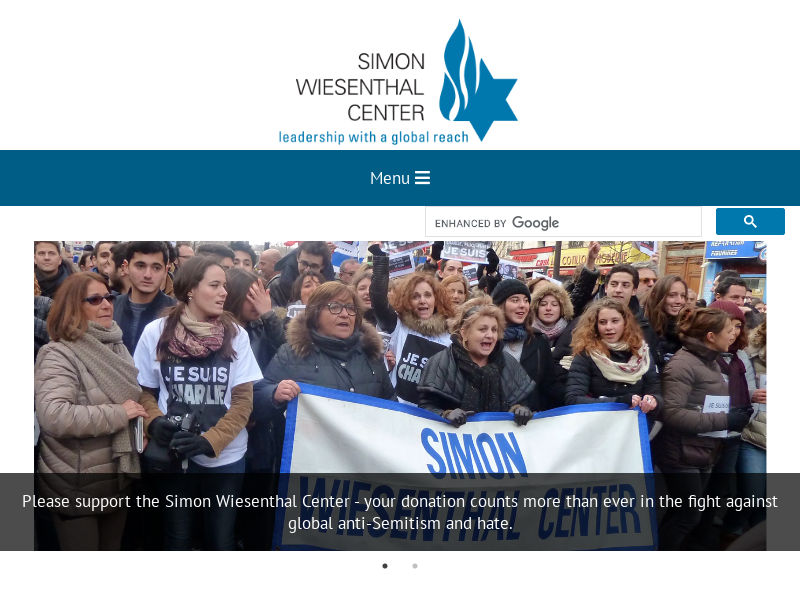 SIMON
WIESENTHAL
CENTER
leadership with a global reach
Menu
ENHANCED BY Google
JE SUIS
JE SUIS
CHARLIE
JE SUIS
CHA
JE SUIS
SIMON
WIESENTHAL CENTER
Please support the Simon Wiesenthal Center - your donation counts more than ever in the fight against
global anti-Semitism and hate.